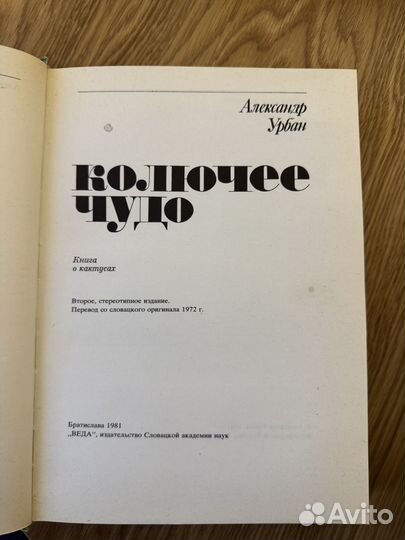 Александр
Урбан
колючее
чудо
Книга
о кактусах
Второе, стереотипное издание.
Перевод со словацкого оригинала 1972 г.
Братислава 1981
„ВЕДА“, издательство Словацкой академии наук
Avito